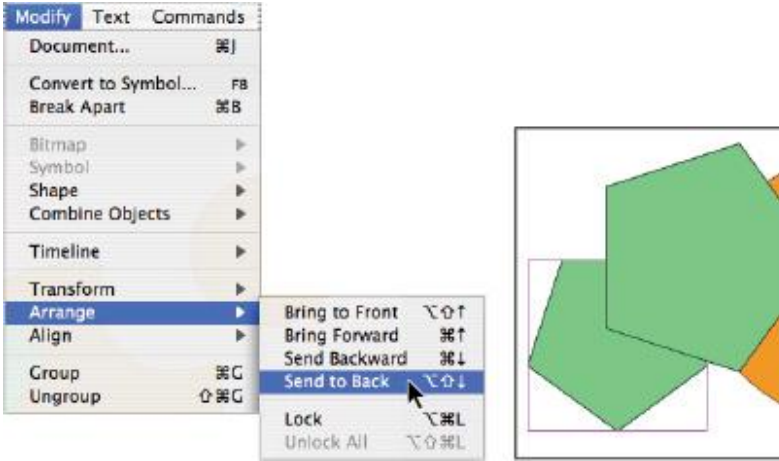 Modify Text Commands
Document... ⌘J
Convert to Symbol... F8
Break Apart ⌘B
Bitmap
Symbol
Shape
Combine Objects
Timeline
Transform
Arrange
Align
Group ⌘G
Ungroup ⇧⌘G
Bring to Front ⌥⇧↑
Bring Forward ⌘↑
Send Backward ⌘↓
Send to Back ⌥⇧↓
Lock ⌥⌘L
Unlock All ⌥⇧⌘L